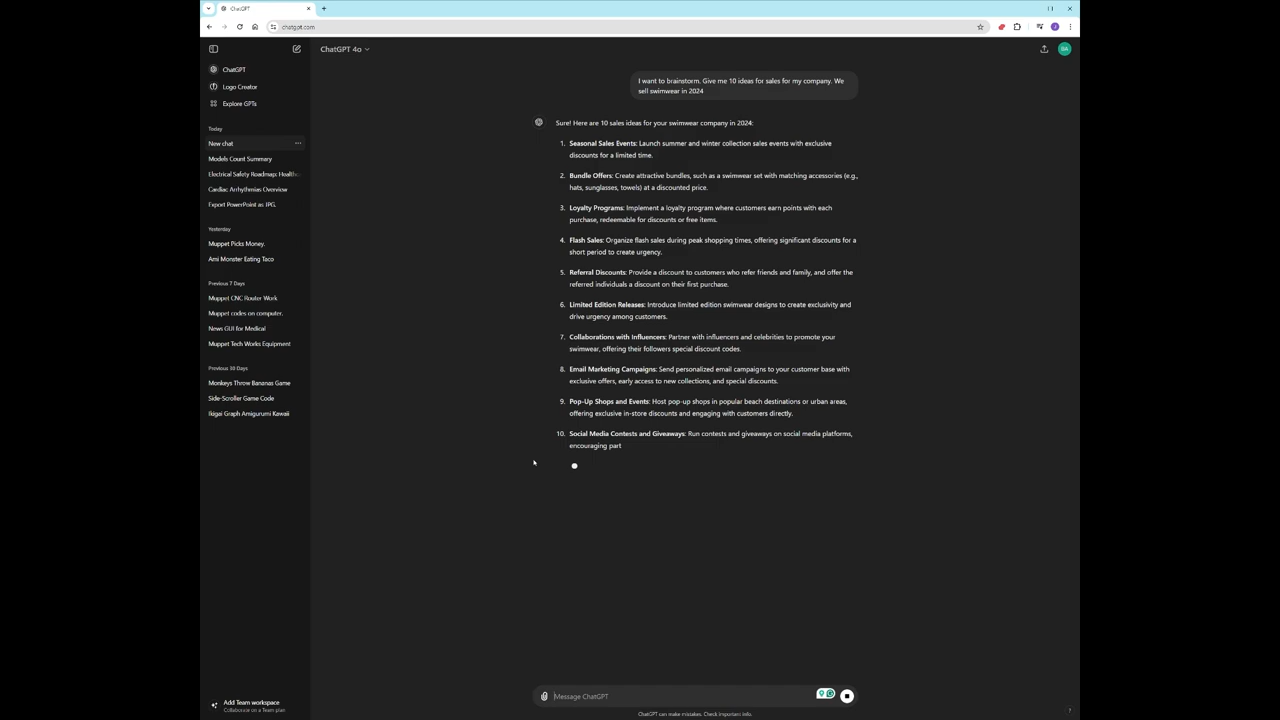 ChatGPT
chatgpt.com
ChatGPT 4o
BA
ChatGPT
Logo Creator
Explore GPTs
Today
New chat
Models Count Summary
Electrical Safety Roadmap: Healthc
Cardiac Arrhythmias Overview
Export PowerPoint as JPG.
Yesterday
Muppet Picks Money.
Ami Monster Eating Taco
Previous 7 Days
Muppet CNC Router Work
Muppet codes on computer.
News GUI for Medical
Muppet Tech Works Equipment
Previous 30 Days
Monkeys Throw Bananas Game
Side-Scroller Game Code
Ikigai Graph Amigurumi Kawaii
Add Team workspace
Collaborate on a Team plan
I want to brainstorm. Give me 10 ideas for sales for my company. We
sell swimwear in 2024
Sure! Here are 10 sales ideas for your swimwear company in 2024:
1. Seasonal Sales Events: Launch summer and winter collection sales events with exclusive
discounts for a limited time.
2. Bundle Offers: Create attractive bundles, such as a swimwear set with matching accessories (e.g.,
hats, sunglasses, towels) at a discounted price.
3. Loyalty Programs: Implement a loyalty program where customers earn points with each
purchase, redeemable for discounts or free items.
4. Flash Sales: Organize flash sales during peak shopping times, offering significant discounts for a
short period to create urgency.
5. Referral Discounts: Provide a discount to customers who refer friends and family, and offer the
referred individuals a discount on their first purchase.
6. Limited Edition Releases: Introduce limited edition swimwear designs to create exclusivity and
drive urgency among customers.
7. Collaborations with Influencers: Partner with influencers and celebrities to promote your
swimwear, offering their followers special discount codes.
8. Email Marketing Campaigns: Send personalized email campaigns to your customer base with
exclusive offers, early access to new collections, and special discounts.
9. Pop-Up Shops and Events: Host pop-up shops in popular beach destinations or urban areas,
offering exclusive in-store discounts and engaging with customers directly.
10. Social Media Contests and Giveaways: Run contests and giveaways on social media platforms,
encouraging part
Message ChatGPT
ChatGPT can make mistakes. Check important info.
?